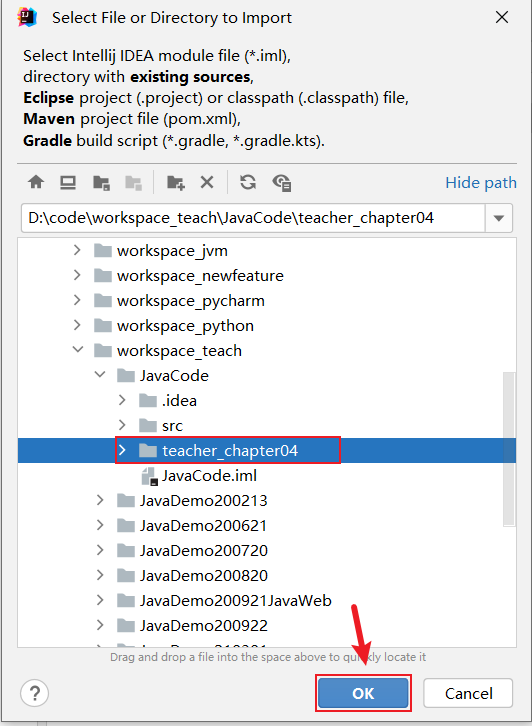 Select File or Directory to Import
Select Intellij IDEA module file (*.iml),
directory with existing sources,
Eclipse project (.project) or classpath (.classpath) file,
Maven project file (pom.xml),
Gradle build script (*.gradle, *.gradle.kts).
Hide path
D:\code\workspace_teach\JavaCode\teacher_chapter04
workspace_jvm
workspace_newfeature
workspace_pycharm
workspace_python
workspace_teach
JavaCode
.idea
src
teacher_chapter04
JavaCode.iml
JavaDemo200213
JavaDemo200621
JavaDemo200720
JavaDemo200820
JavaDemo200921JavaWeb
JavaDemo200922
Drag and drop a file into the space above to quickly locate it
?
OK
Cancel